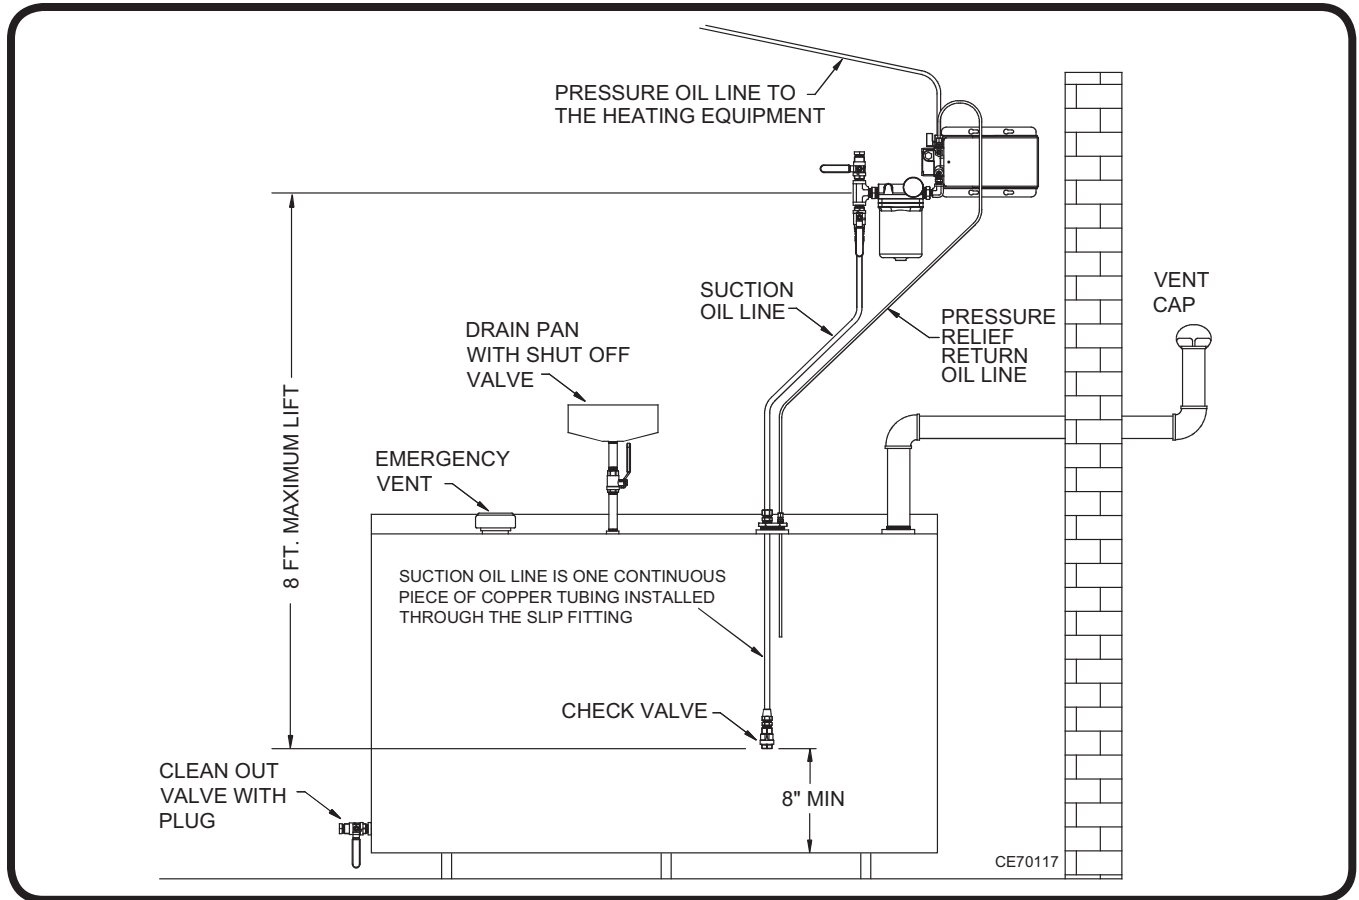 PRESSURE OIL LINE TO
THE HEATING EQUIPMENT
SUCTION
OIL LINE
PRESSURE
RELIEF
RETURN
OIL LINE
VENT
CAP
DRAIN PAN
WITH SHUT OFF
VALVE
8 FT. MAXIMUM LIFT
EMERGENCY
VENT
SUCTION OIL LINE IS ONE CONTINUOUS
PIECE OF COPPER TUBING INSTALLED
THROUGH THE SLIP FITTING
CHECK VALVE
CLEAN OUT
VALVE WITH
PLUG
8" MIN
CE70117